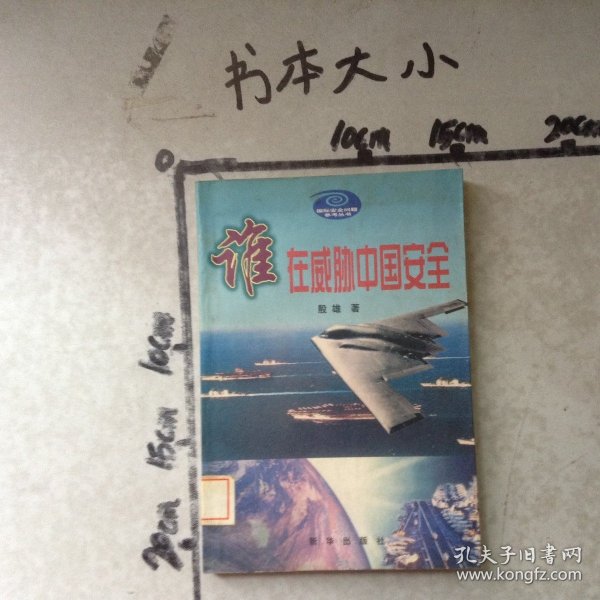 书本大小
10cm 15cm 20cm
0
国际安全问题
参考丛书
谁在威胁中国安全
殷雄 著
10cm
15cm
20cm
新华出版社
孔夫子旧书网
www.kongfz.com